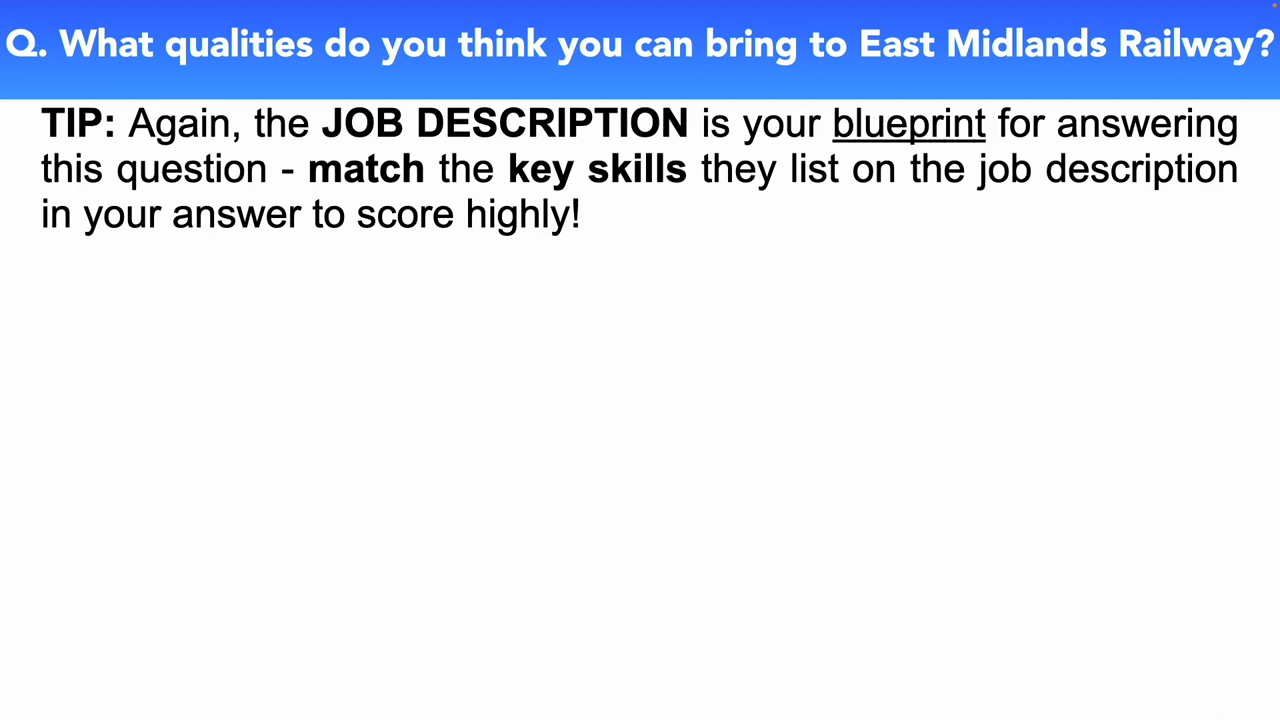 Q. What qualities do you think you can bring to East Midlands Railway?
TIP: Again, the JOB DESCRIPTION is your blueprint for answering
this question - match the key skills they list on the job description
in your answer to score highly!